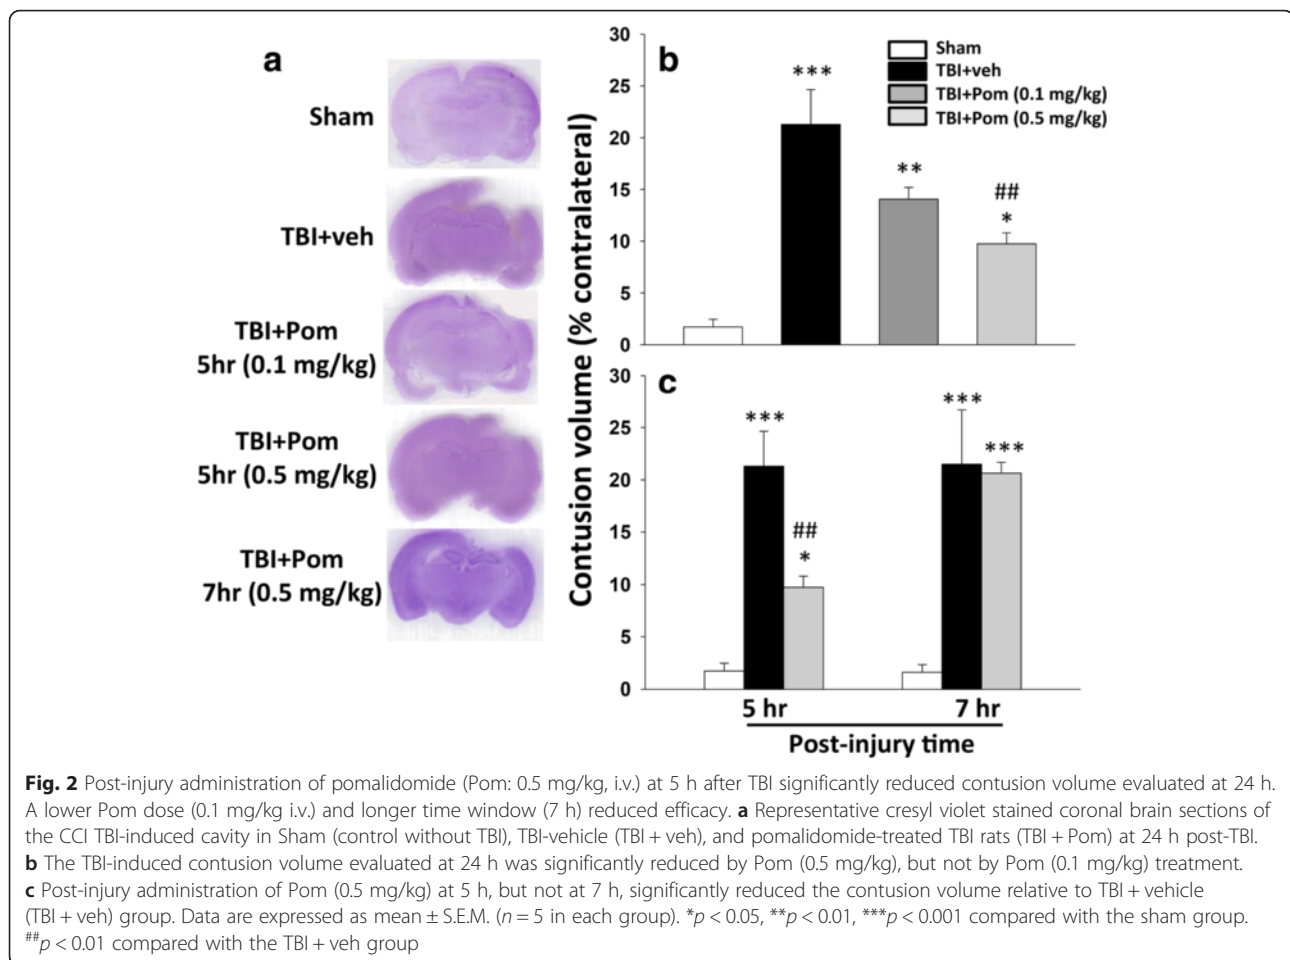 a
Sham
TBI+veh
TBI+Pom
5hr (0.1 mg/kg)
TBI+Pom
5hr (0.5 mg/kg)
TBI+Pom
7hr (0.5 mg/kg)
Contusion volume (% contralateral)
b
30
25
20
15
10
5
0
Sham
TBI+veh
TBI+Pom (0.1 mg/kg)
TBI+Pom (0.5 mg/kg)
***
**
##
*
c
30
25
20
15
10
5
0
***
##
*
***
***
5 hr
7 hr
Post-injury time
Fig. 2 Post-injury administration of pomalidomide (Pom: 0.5 mg/kg, i.v.) at 5 h after TBI significantly reduced contusion volume evaluated at 24 h.
A lower Pom dose (0.1 mg/kg i.v.) and longer time window (7 h) reduced efficacy. a Representative cresyl violet stained coronal brain sections of
the CCI TBI-induced cavity in Sham (control without TBI), TBI-vehicle (TBI + veh), and pomalidomide-treated TBI rats (TBI + Pom) at 24 h post-TBI.
b The TBI-induced contusion volume evaluated at 24 h was significantly reduced by Pom (0.5 mg/kg), but not by Pom (0.1 mg/kg) treatment.
c Post-injury administration of Pom (0.5 mg/kg) at 5 h, but not at 7 h, significantly reduced the contusion volume relative to TBI + vehicle
(TBI + veh) group. Data are expressed as mean ± S.E.M. (n = 5 in each group). *p < 0.05, **p < 0.01, ***p < 0.001 compared with the sham group.
##p < 0.01 compared with the TBI + veh group